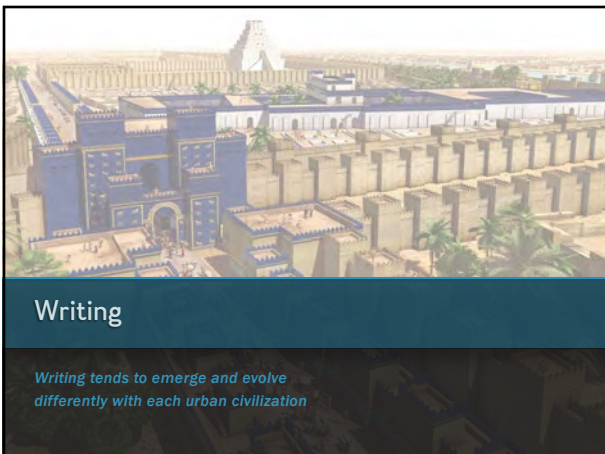 Writing
Writing tends to emerge and evolve
differently with each urban civilization